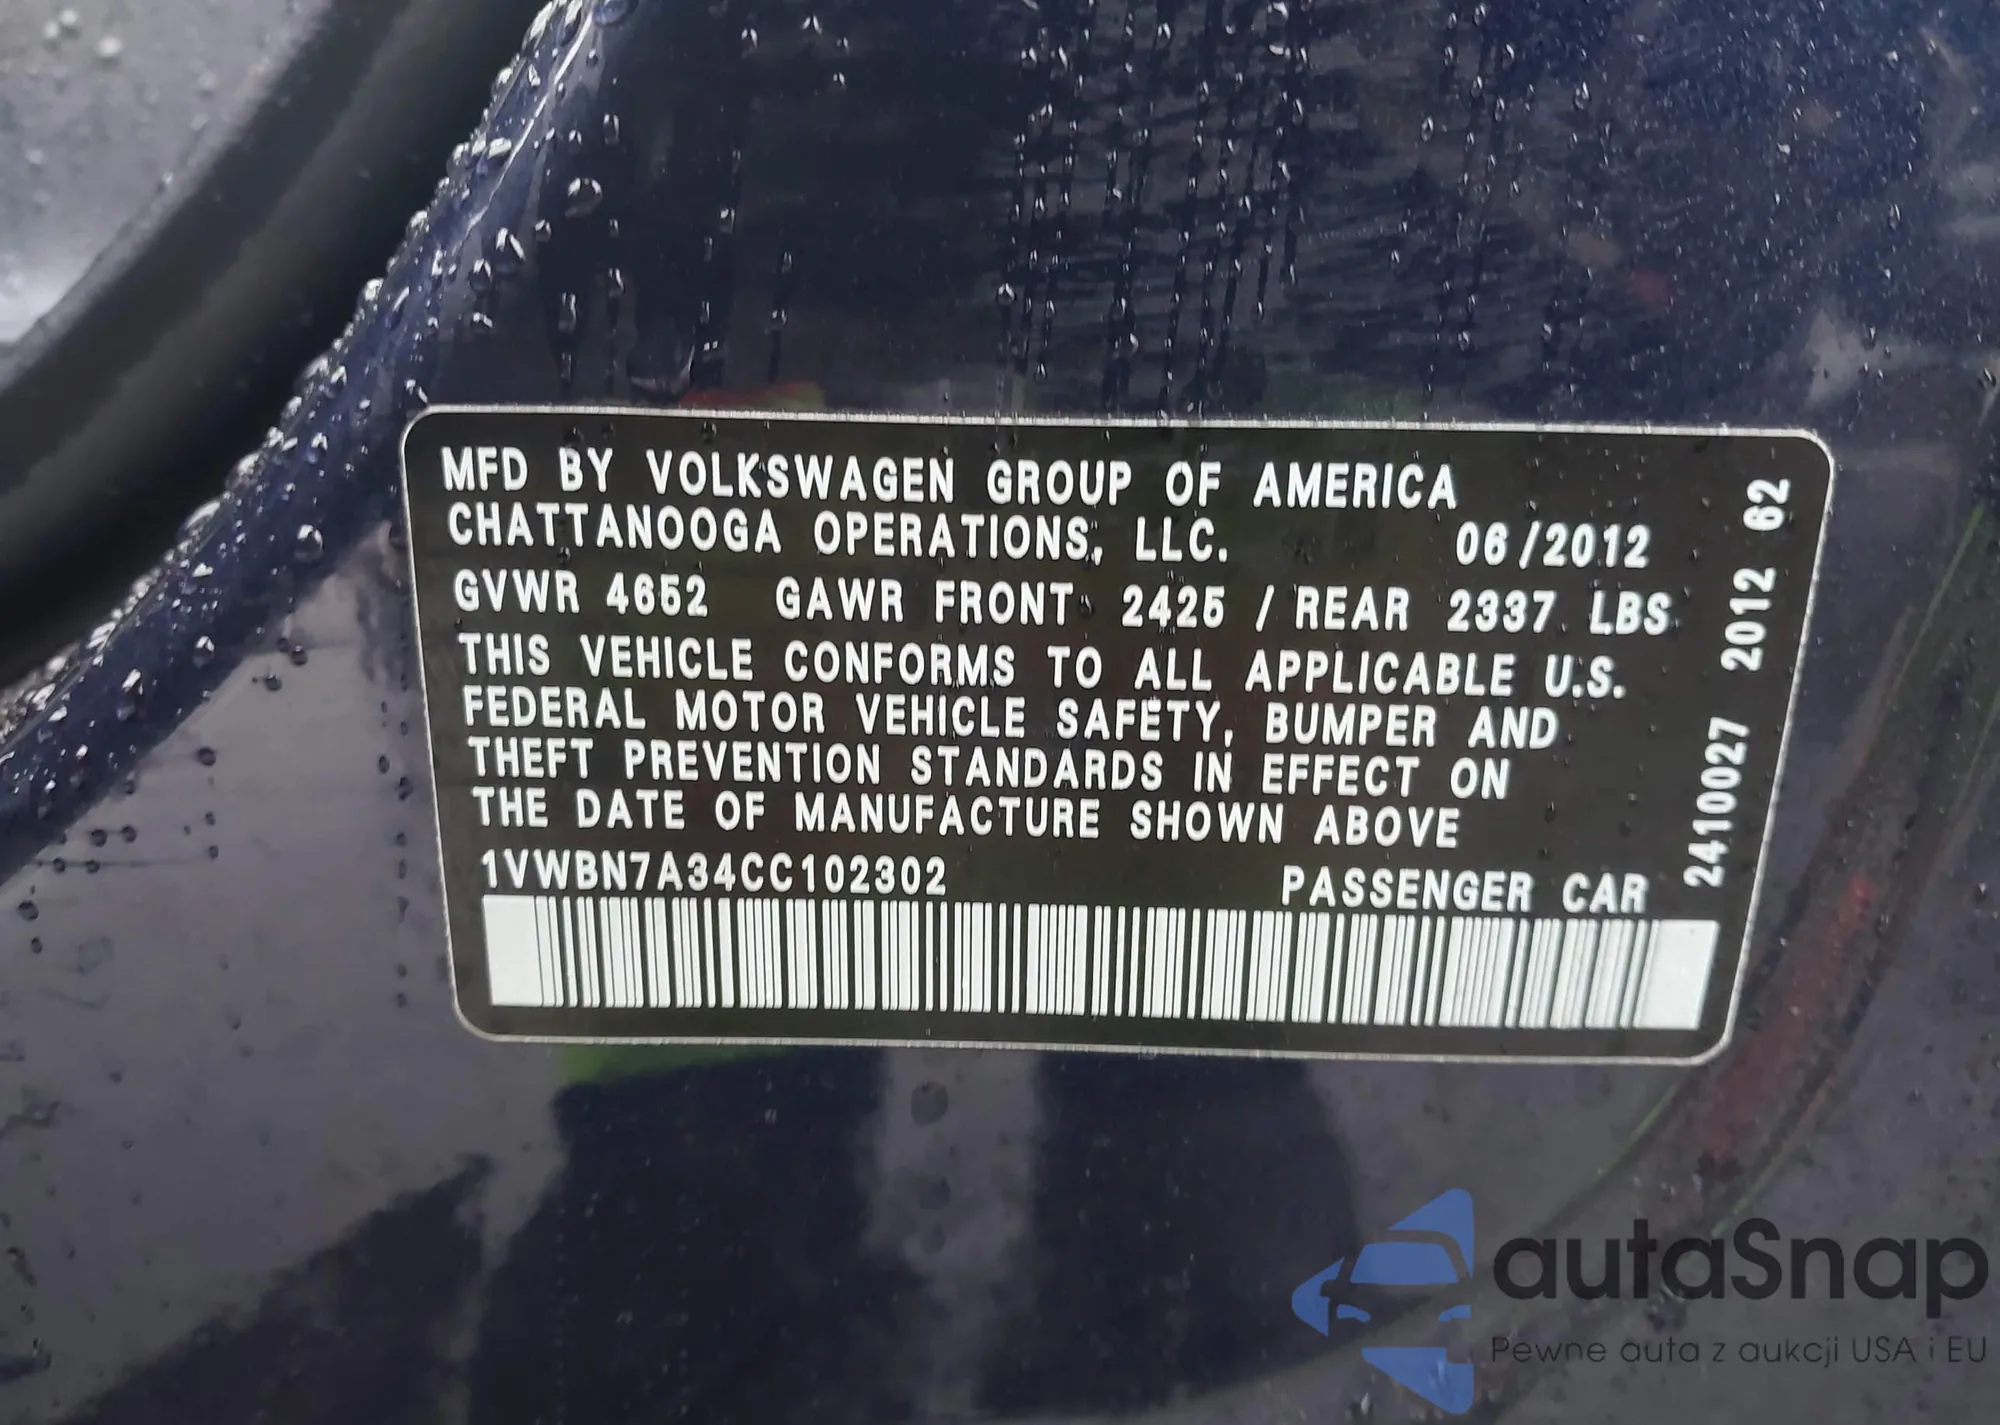 MFD BY VOLKSWAGEN GROUP OF AMERICA
CHATTANOOGA OPERATIONS, LLC. 06/2012
GVWR 4652 GAWR FRONT 2425 / REAR 2337 LBS
THIS VEHICLE CONFORMS TO ALL APPLICABLE U.S.
FEDERAL MOTOR VEHICLE SAFETY, BUMPER AND
THEFT PREVENTION STANDARDS IN EFFECT ON
THE DATE OF MANUFACTURE SHOWN ABOVE
1VWBN7A34CC102302 PASSENGER CAR
2410027 2012 2012 62
autaSnap
Pewne auta z aukcji USA i EU